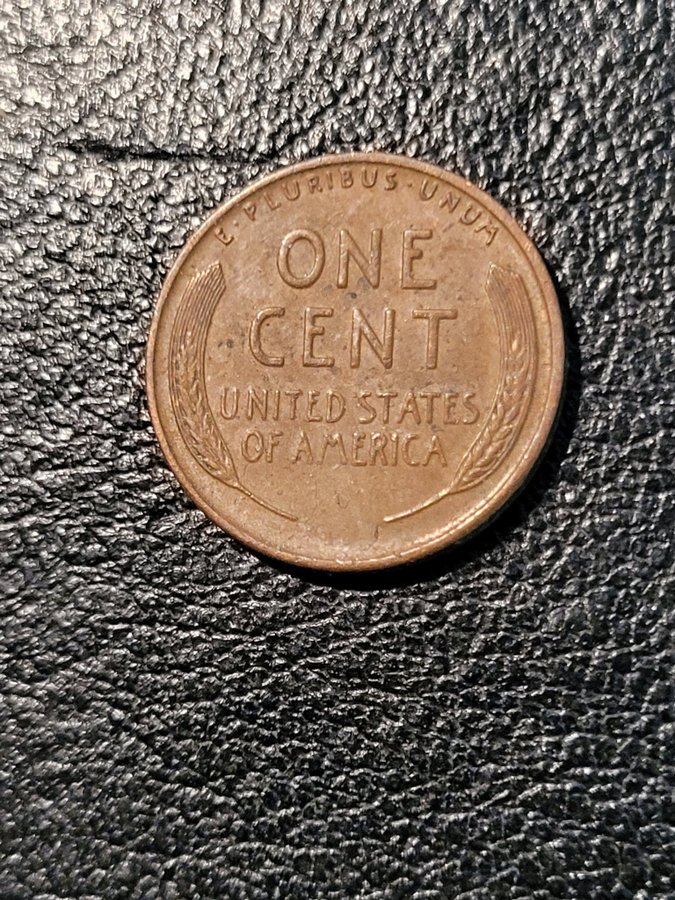 E·PLURIBUS·UNUM
ONE
CENT
UNITED STATES
OF AMERICA